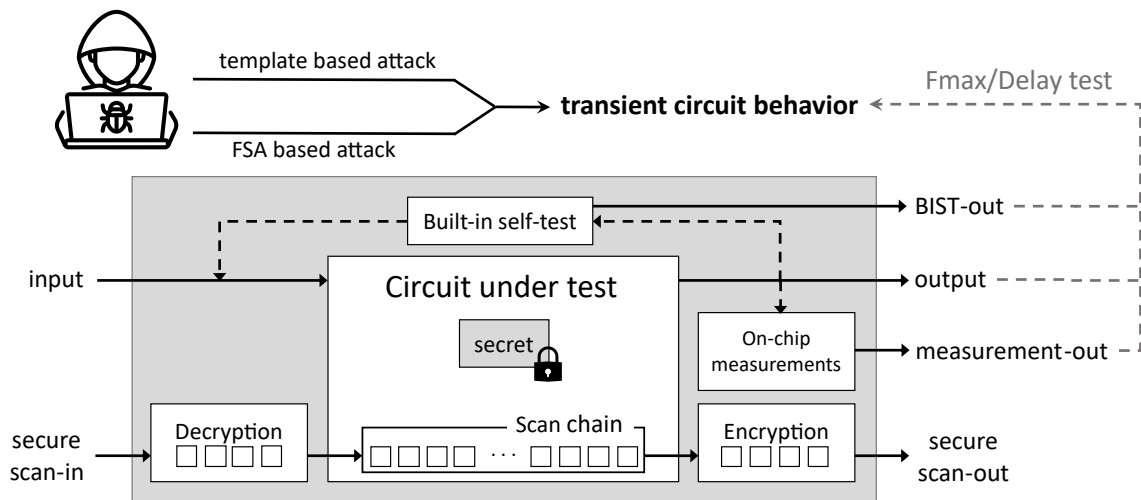 template based attack
Fmax/Delay test
transient circuit behavior
FSA based attack
Built-in self-test
BIST-out
input
Circuit under test
output
secret
On-chip
measurements
measurement-out
secure
scan-in
Decryption
Scan chain
...
Encryption
secure
scan-out